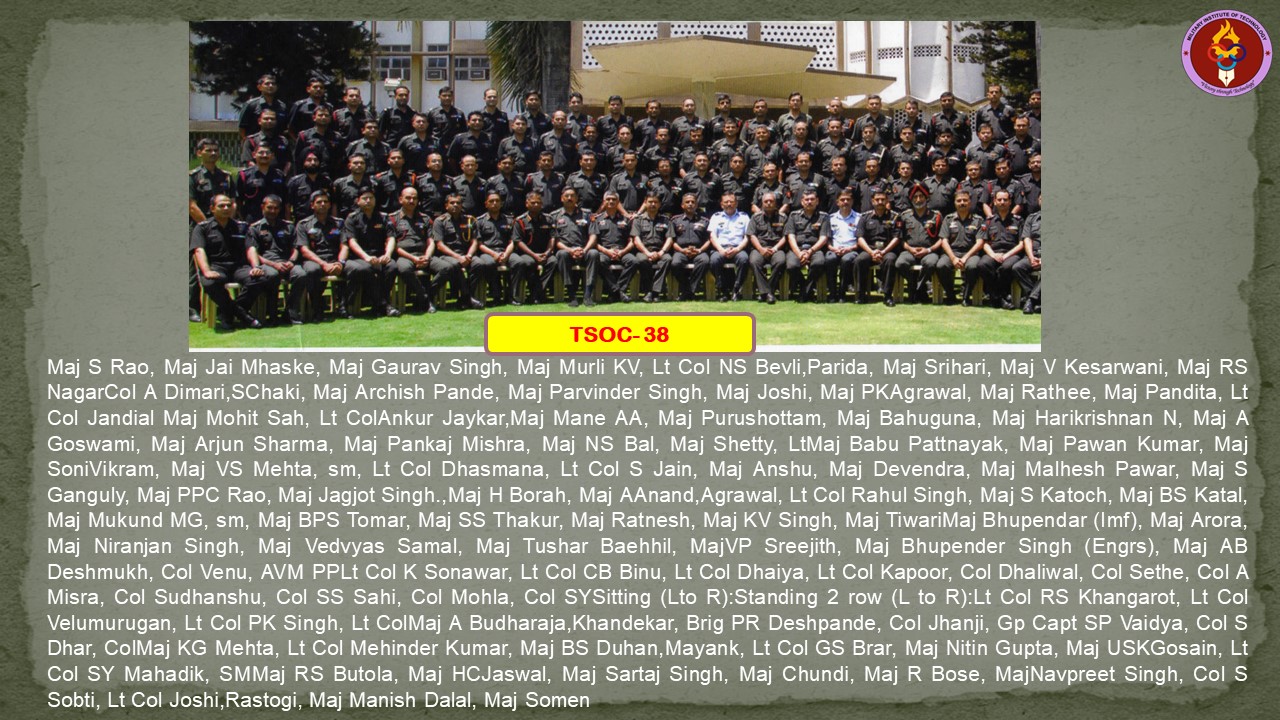 MILITARY INSTITUTE OF TECHNOLOGY
Victory through Technology
TSOC- 38
Maj S Rao, Maj Jai Mhaske, Maj Gaurav Singh, Maj Murli KV, Lt Col NS Bevli,Parida, Maj Srihari, Maj V Kesarwani, Maj RS
NagarCol A Dimari,SChaki, Maj Archish Pande, Maj Parvinder Singh, Maj Joshi, Maj PKAgrawal, Maj Rathee, Maj Pandita, Lt
Col Jandial Maj Mohit Sah, Lt ColAnkur Jaykar,Maj Mane AA, Maj Purushottam, Maj Bahuguna, Maj Harikrishnan N, Maj A
Goswami, Maj Arjun Sharma, Maj Pankaj Mishra, Maj NS Bal, Maj Shetty, LtMaj Babu Pattnayak, Maj Pawan Kumar, Maj
SoniVikram, Maj VS Mehta, sm, Lt Col Dhasmana, Lt Col S Jain, Maj Anshu, Maj Devendra, Maj Malhesh Pawar, Maj S
Ganguly, Maj PPC Rao, Maj Jagjot Singh.,Maj H Borah, Maj AAnand,Agrawal, Lt Col Rahul Singh, Maj S Katoch, Maj BS Katal,
Maj Mukund MG, sm, Maj BPS Tomar, Maj SS Thakur, Maj Ratnesh, Maj KV Singh, Maj TiwariMaj Bhupendar (Imf), Maj Arora,
Maj Niranjan Singh, Maj Vedvyas Samal, Maj Tushar Baehhil, MajVP Sreejith, Maj Bhupender Singh (Engrs), Maj AB
Deshmukh, Col Venu, AVM PPLt Col K Sonawar, Lt Col CB Binu, Lt Col Dhaiya, Lt Col Kapoor, Col Dhaliwal, Col Sethe, Col A
Misra, Col Sudhanshu, Col SS Sahi, Col Mohla, Col SYSitting (Lto R):Standing 2 row (L to R):Lt Col RS Khangarot, Lt Col
Velumurugan, Lt Col PK Singh, Lt ColMaj A Budharaja,Khandekar, Brig PR Deshpande, Col Jhanji, Gp Capt SP Vaidya, Col S
Dhar, ColMaj KG Mehta, Lt Col Mehinder Kumar, Maj BS Duhan,Mayank, Lt Col GS Brar, Maj Nitin Gupta, Maj USKGosain, Lt
Col SY Mahadik, SMMaj RS Butola, Maj HCJaswal, Maj Sartaj Singh, Maj Chundi, Maj R Bose, MajNavpreet Singh, Col S
Sobti, Lt Col Joshi,Rastogi, Maj Manish Dalal, Maj Somen